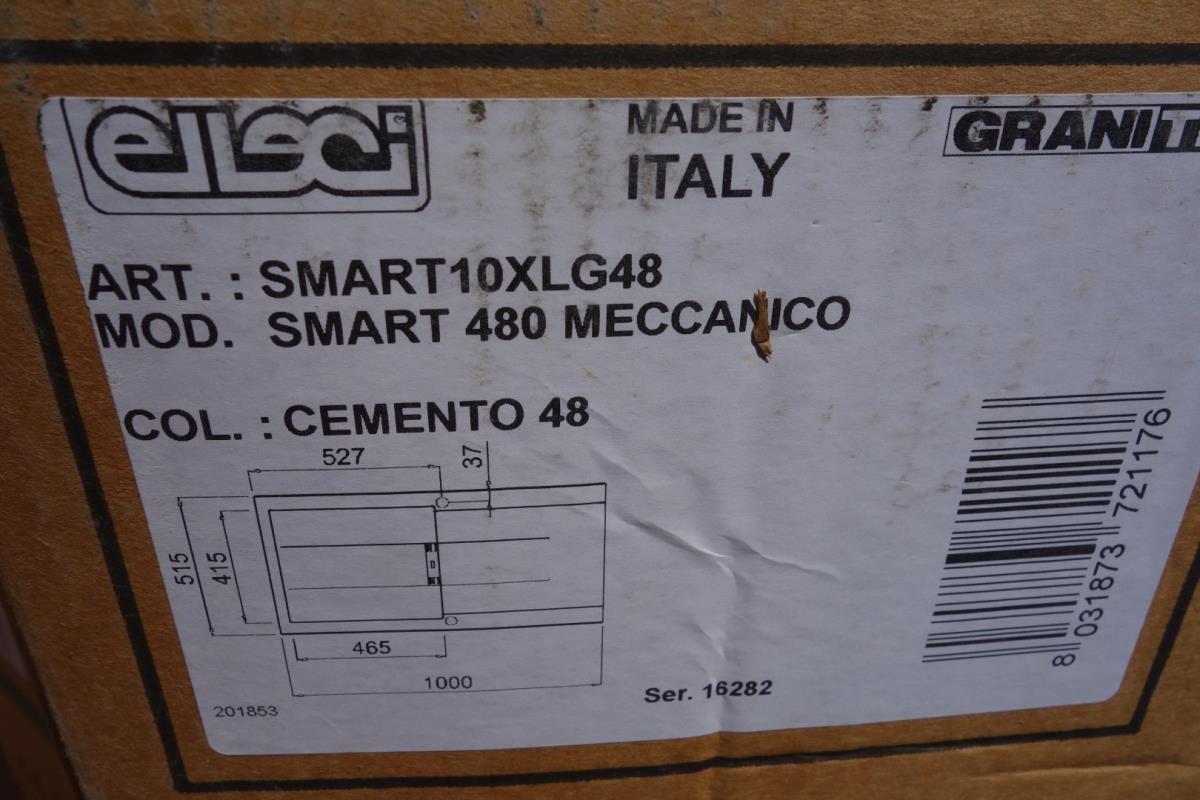 elleci
MADE IN
ITALY
GRANITE
ART. : SMART10XLG48
MOD. SMART 480 MECCANICO
COL. : CEMENTO 48
527
37
515
415
465
1000
201853
Ser. 16282
8 031873 721176